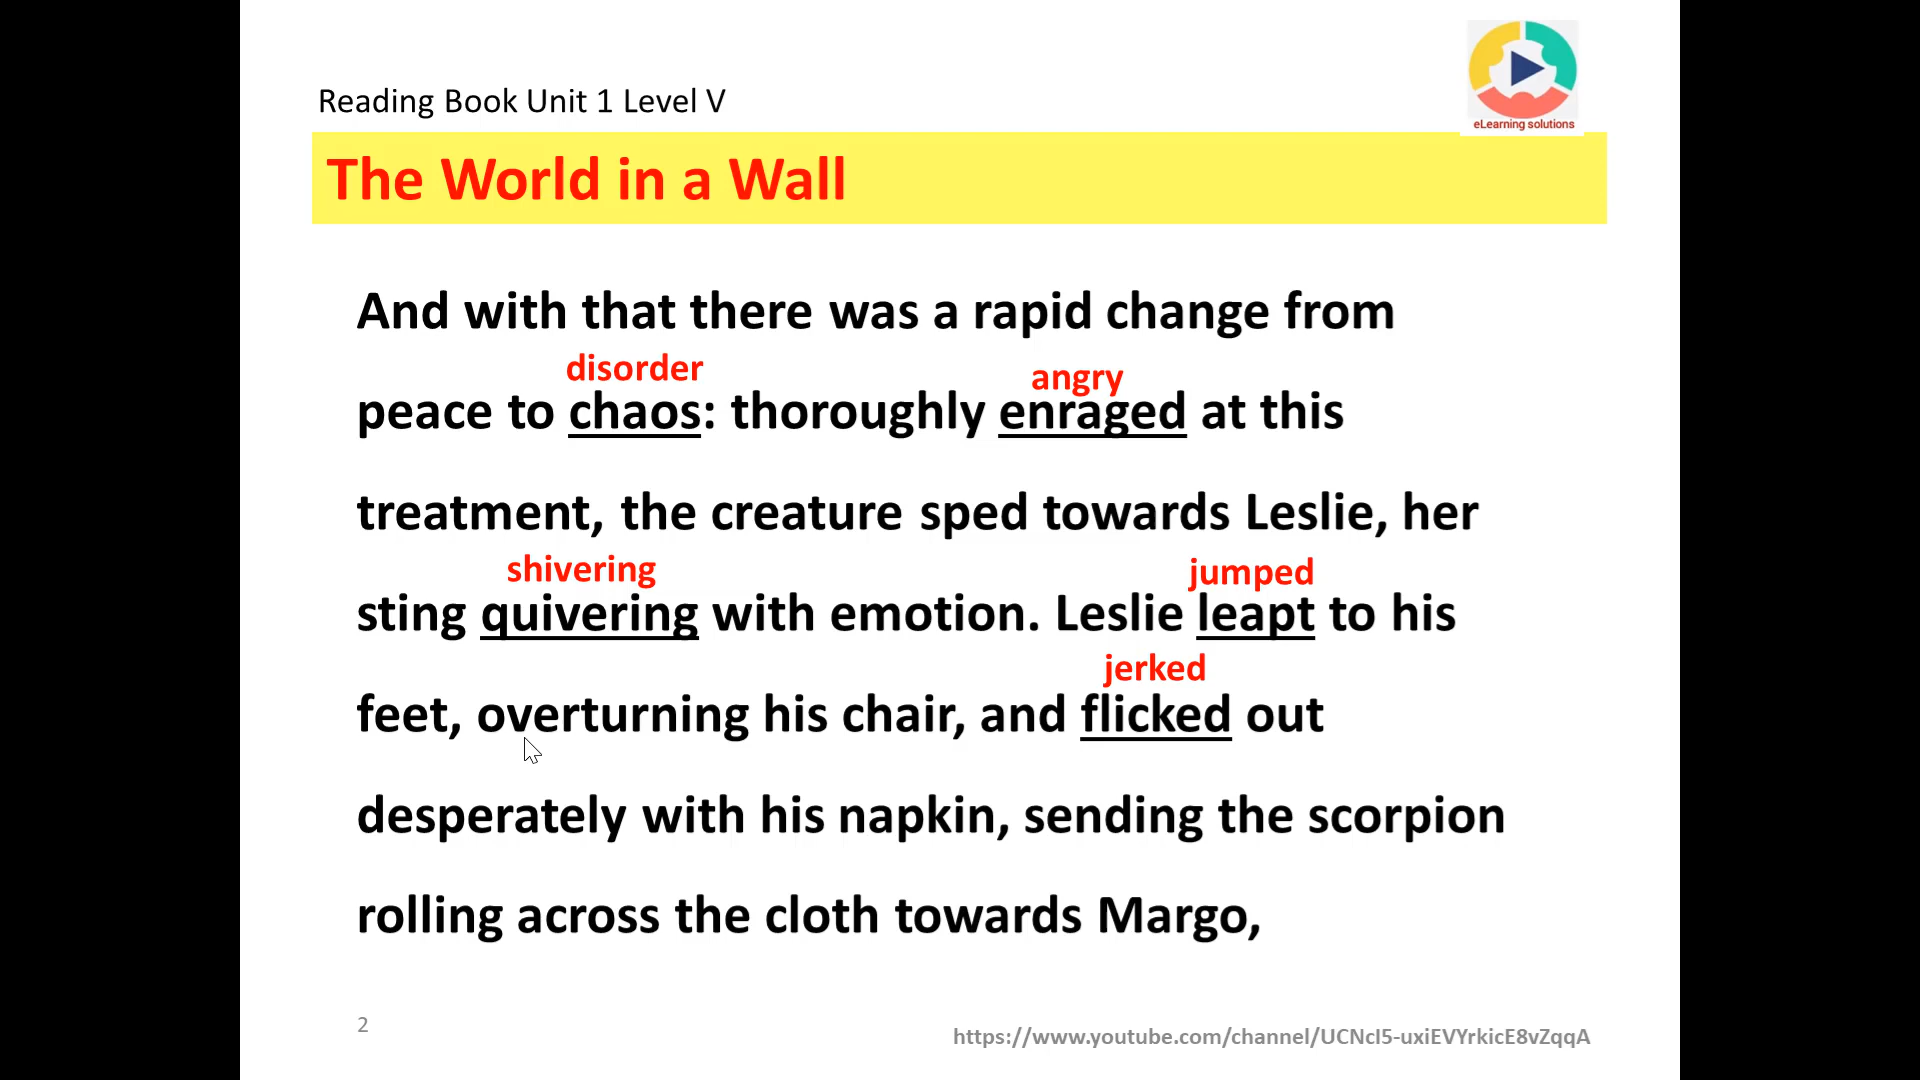 eLearning solutions
Reading Book Unit 1 Level V
The World in a Wall
And with that there was a rapid change from
disorder angry
peace to chaos: thoroughly enraged at this
treatment, the creature sped towards Leslie, her
shivering jumped
sting quivering with emotion. Leslie leapt to his
jerked
feet, overturning his chair, and flicked out
desperately with his napkin, sending the scorpion
rolling across the cloth towards Margo,
2
https://www.youtube.com/channel/UCNcI5-uxiEVYrkicE8vZqqA